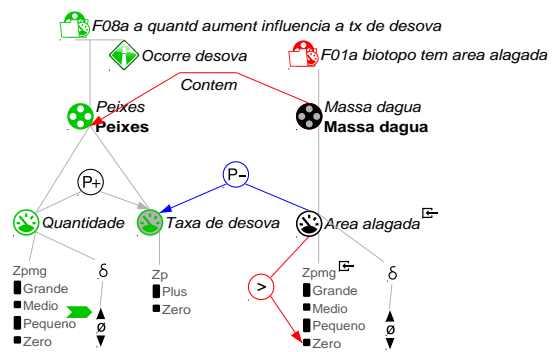 F08a a quantd aument influencia a tx de desova
Ocorre desova
F01a biotopo tem area alagada
Contem
Peixes
Peixes
Massa dagua
Massa dagua
P+
P-
Quantidade
Taxa de desova
Area alagada
Zpmg
δ
Grande
Medio
Pequeno
Zero
ø
Zp
Plus
Zero
>
Zpmg
δ
Grande
Medio
Pequeno
Zero
ø